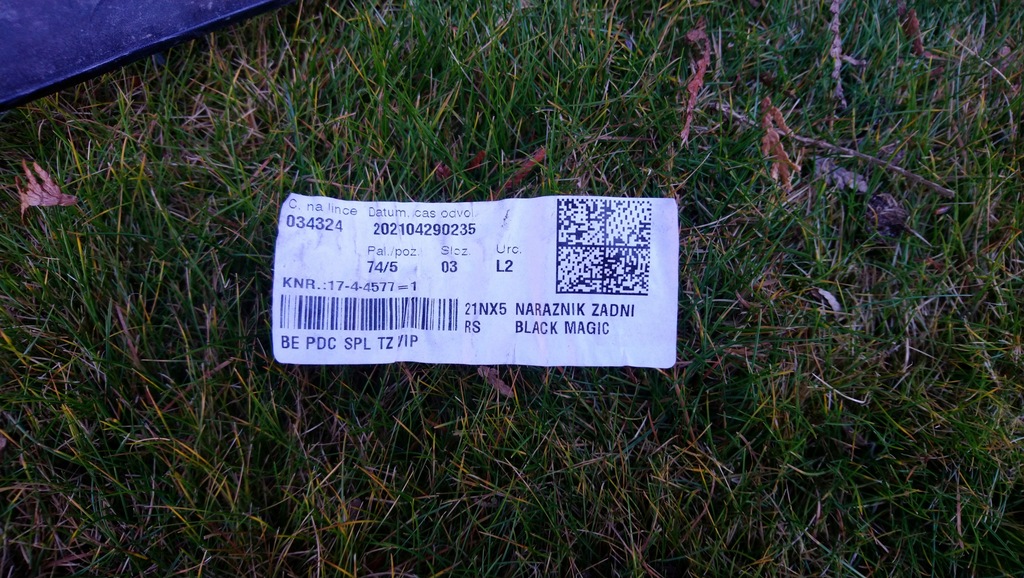 C. na lince Datum, cas odvol.
034324 202104290235
Pal./poz. Sloz. Urc.
74/5 03 L2
KNR.:17-4-4577=1
21NX5 NARAZNIK ZADNI
RS BLACK MAGIC
BE PDC SPL TZ VIP